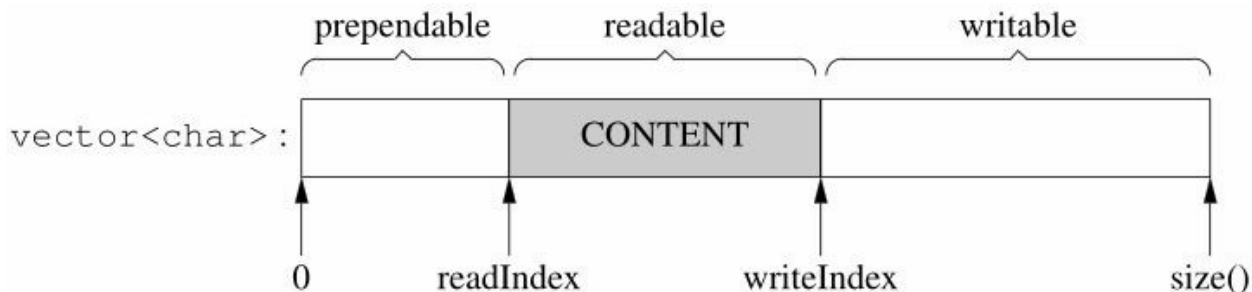 prependable readable writable
vector<char>: CONTENT
0 readIndex writeIndex size()